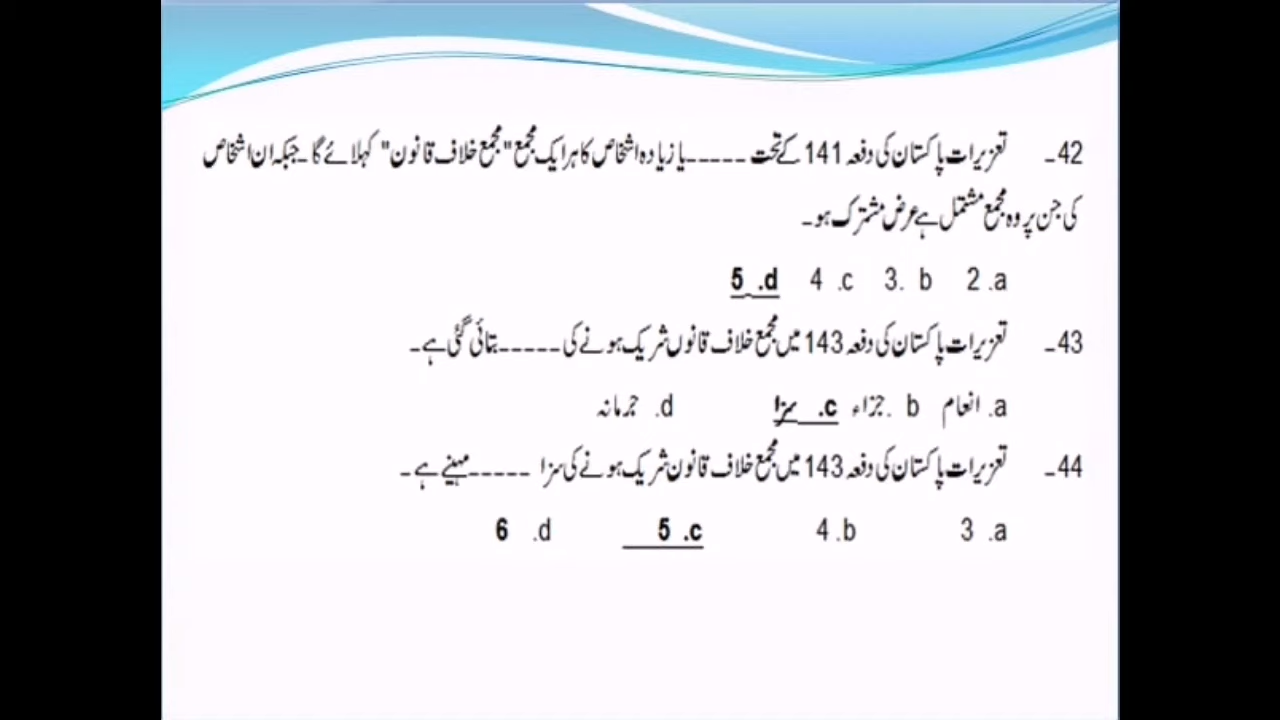 42۔ تعزیرات پاکستان کی دفعہ 141 کے تحت ۔۔۔۔۔یا زیادہ اشخاص کا ہر ایک مجمع "مجمع خلاف قانون" کہلائے گا ۔جبکہ ان اشخاص
کی جن پر وہ مجمع مشتمل ہے عرض مشترک ہو۔
a. 2 b .3 c. 4 d. 5
43۔ تعزیرات پاکستان کی دفعہ 143 میں مجمع خلاف قانوں شریک ہونے کی ۔۔۔۔۔بتائی گئی ہے۔
a. انعام b .جزاء c. سزا d. جرمانہ
44۔ تعزیرات پاکستان کی دفعہ 143 میں مجمع خلاف قانون شریک ہونے کی سزا ۔۔۔۔۔مہینے ہے۔
a. 3 b.4 c. 5 d. 6